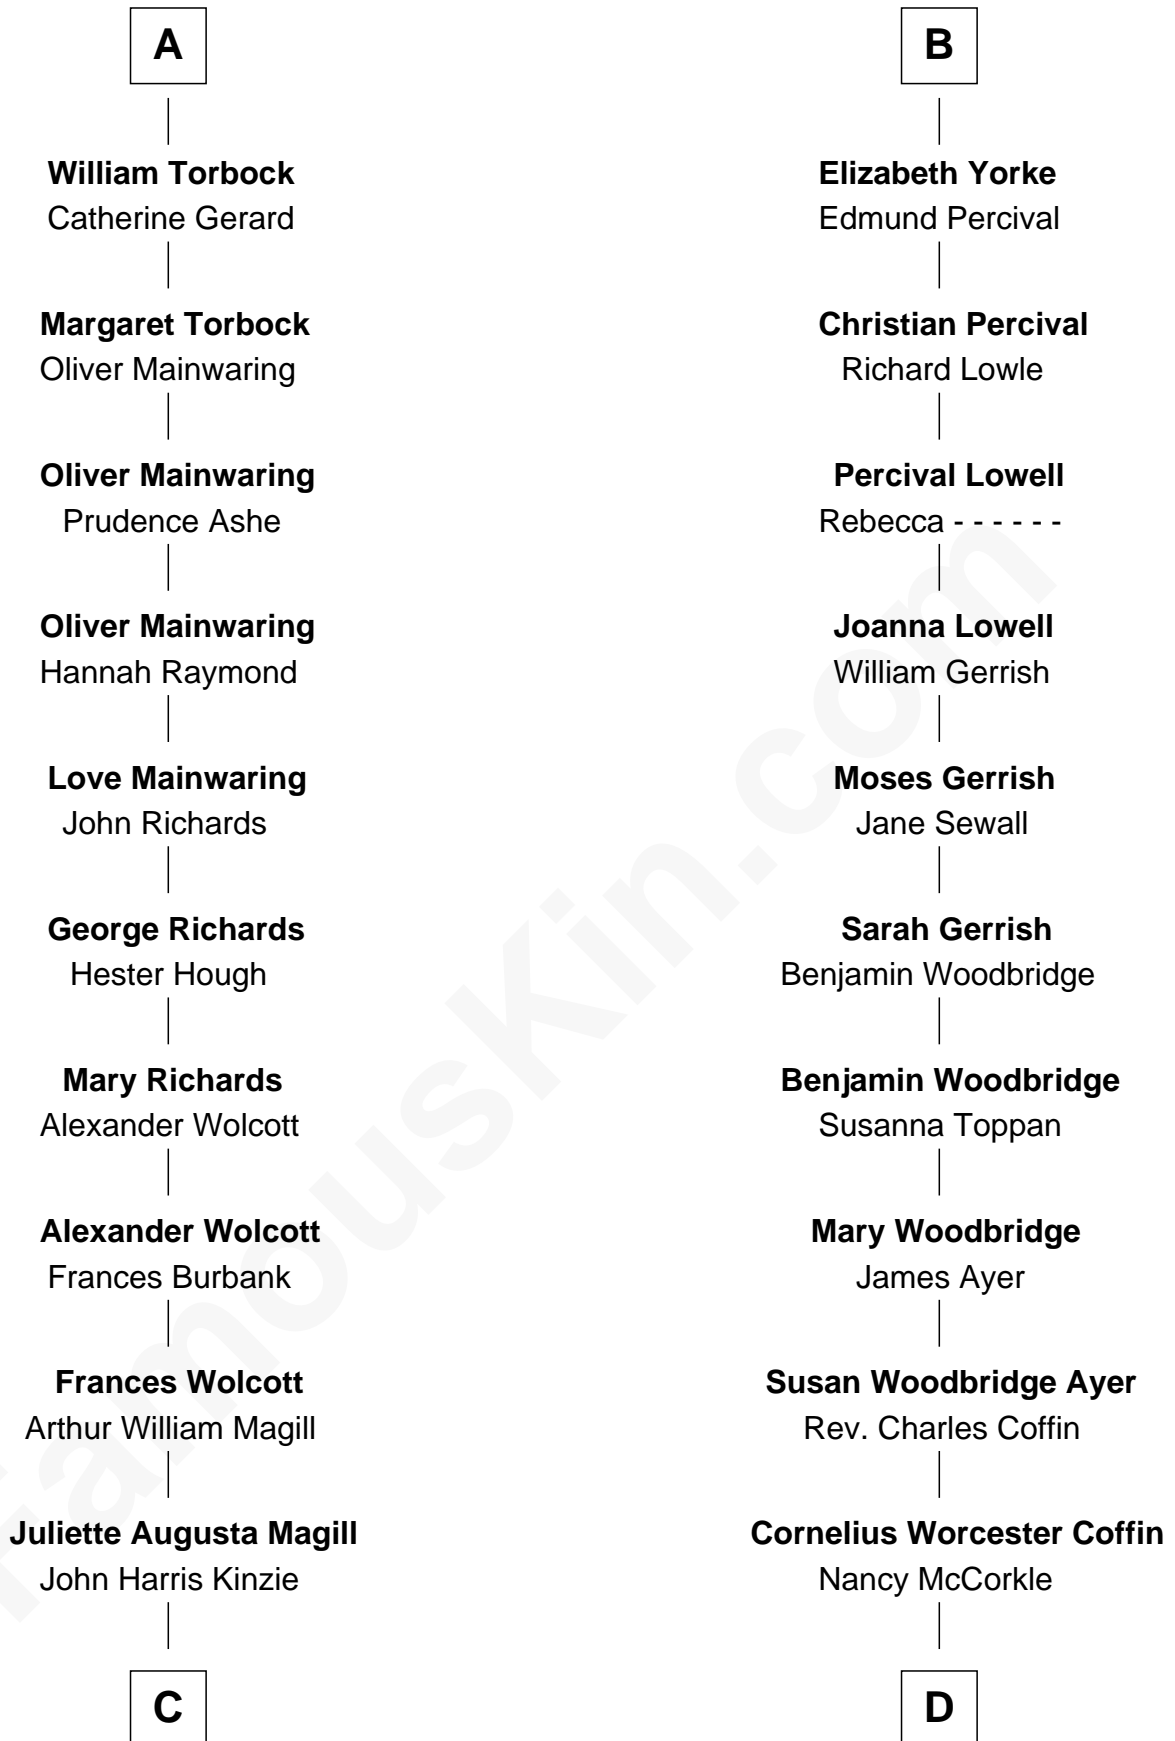 A
William Torbock
Catherine Gerard
Margaret Torbock
Oliver Mainwaring
Oliver Mainwaring
Prudence Ashe
Oliver Mainwaring
Hannah Raymond
Love Mainwaring
John Richards
George Richards
Hester Hough
Mary Richards
Alexander Wolcott
Alexander Wolcott
Frances Burbank
Frances Wolcott
Arthur William Magill
Juliette Augusta Magill
John Harris Kinzie
C
B
Elizabeth Yorke
Edmund Percival
Christian Percival
Richard Lowle
Percival Lowell
Rebecca - - - - - -
Joanna Lowell
William Gerrish
Moses Gerrish
Jane Sewall
Sarah Gerrish
Benjamin Woodbridge
Benjamin Woodbridge
Susanna Toppan
Mary Woodbridge
James Ayer
Susan Woodbridge Ayer
Rev. Charles Coffin
Cornelius Worcester Coffin
Nancy McCorkle
D
FamousKin.com